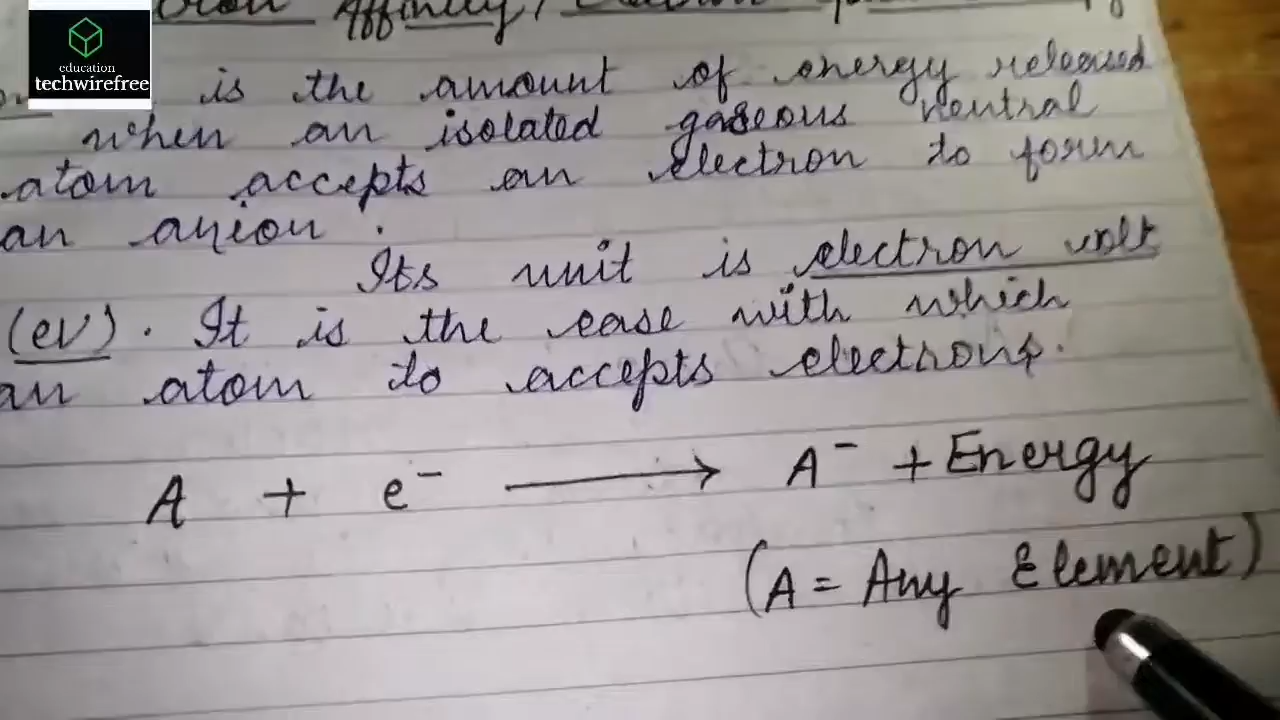 Affinity,
education
techwirefree
is the amount of energy released
when an isolated gaseous neutral
atom accepts an electron to form
an anion.
Its unit is electron volt
(ev). It is the ease with which
an atom to accepts electrons.
A + e⁻ ⟶ A⁻ + Energy
(A = Any Element)